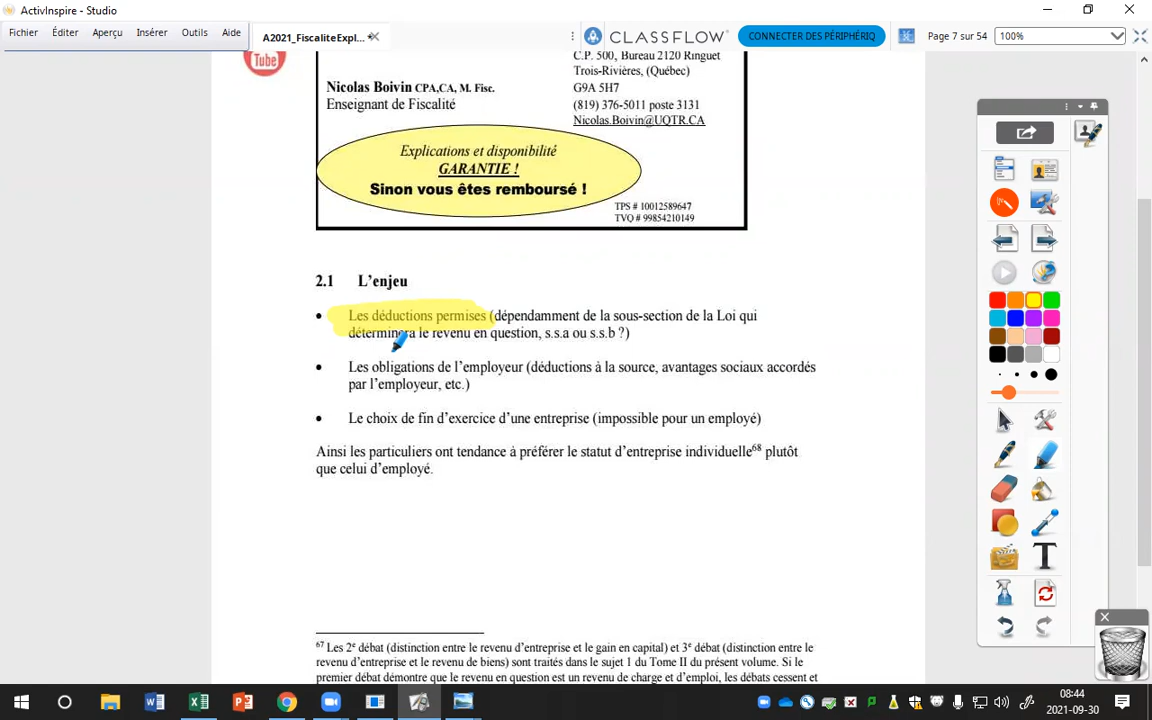 ActivInspire - Studio
Fichier Éditer Aperçu Insérer Outils Aide
A2021_FiscaliteExpl...
CLASSFLOW
CONNECTER DES PÉRIPHÉRIQ
Page 7 sur 54
100%
Tube
C.P. 500, Bureau 2120 Ringuet
Trois-Rivières, (Québec)
Nicolas Boivin CPA,CA, M. Fisc.
G9A 5H7
Enseignant de Fiscalité
(819) 376-5011 poste 3131
Nicolas.Boivin@UQTR.CA
Explications et disponibilité
GARANTIE !
Sinon vous êtes remboursé !
TPS # 10012589647
TVQ # 99854210149
2.1 L'enjeu
• Les déductions permises (dépendamment de la sous-section de la Loi qui
déterminera le revenu en question, s.s.a ou s.s.b ?)
• Les obligations de l'employeur (déductions à la source, avantages sociaux accordés
par l'employeur, etc.)
• Le choix de fin d'exercice d'une entreprise (impossible pour un employé)
Ainsi les particuliers ont tendance à préférer le statut d'entreprise individuelle68 plutôt
que celui d'employé.
67 Les 2e débat (distinction entre le revenu d'entreprise et le gain en capital) et 3e débat (distinction entre le
revenu d'entreprise et le revenu de biens) sont traités dans le sujet 1 du Tome II du présent volume. Si le
premier débat démontre que le revenu en question est un revenu de charge et d'emploi, les débats cessent et
08:44
2021-09-30